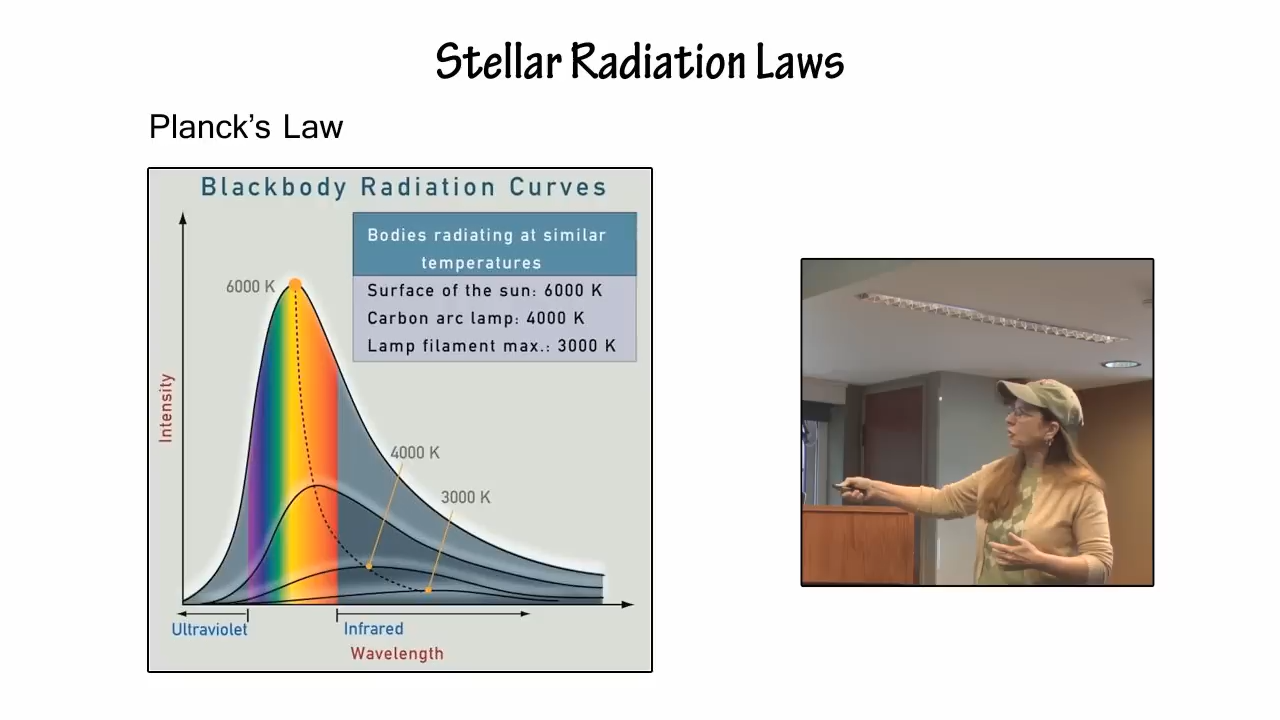 Stellar Radiation Laws
Planck's Law
Blackbody Radiation Curves
Bodies radiating at similar
temperatures
Surface of the sun: 6000 K
Carbon arc lamp: 4000 K
Lamp filament max.: 3000 K
6000 K
4000 K
3000 K
Intensity
Ultraviolet
Infrared
Wavelength